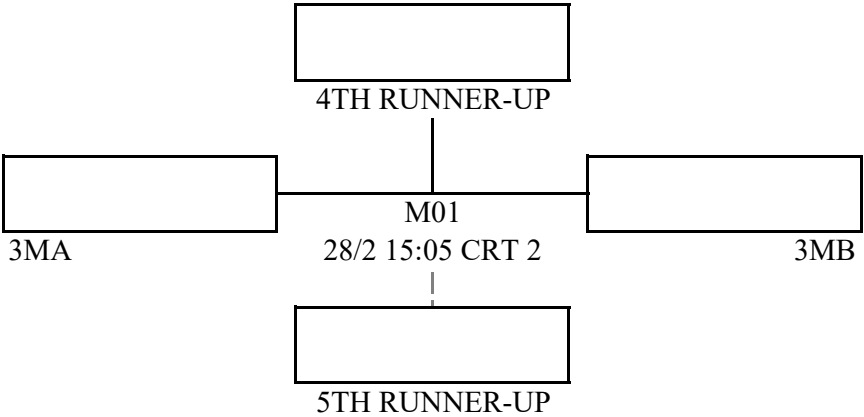 4TH RUNNER-UP
M01
3MA
28/2 15:05 CRT 2
3MB
5TH RUNNER-UP